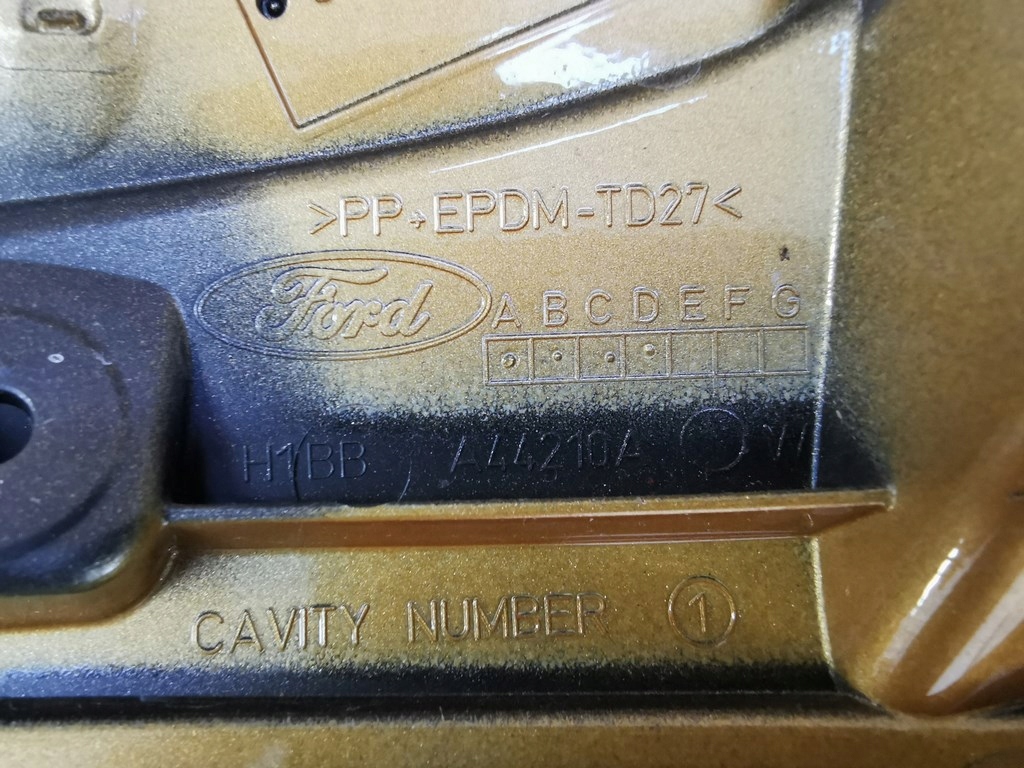 >PP+EPDM-TD27<
Ford
A B C D E F G
H1BB A44210A W
CAVITY NUMBER 1